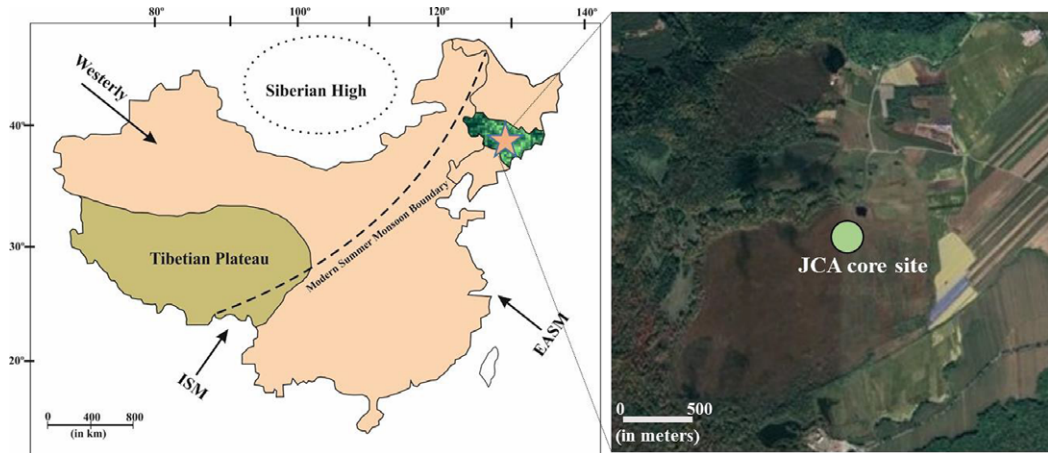 80°
100°
120°
140°
Westerly
Siberian High
40°
Modern Summer Monsoon Boundary
30°
Tibetian Plateau
JCA core site
EASM
20°
ISM
0 400 800
(in km)
0 500
(in meters)